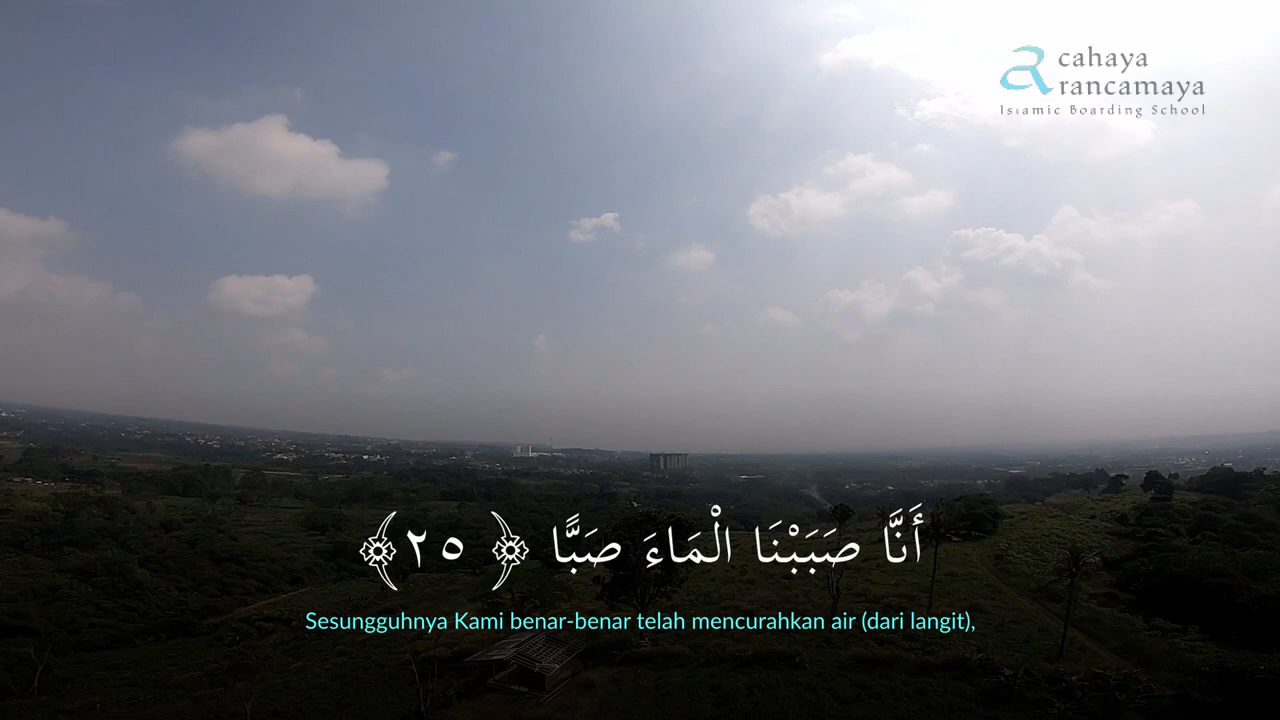 cahaya
rancamaya
Islamic Boarding School
أَنَّا صَبَبْنَا الْمَاءَ صَبًّا ﴿٢٥﴾
Sesungguhnya Kami benar-benar telah mencurahkan air (dari langit),